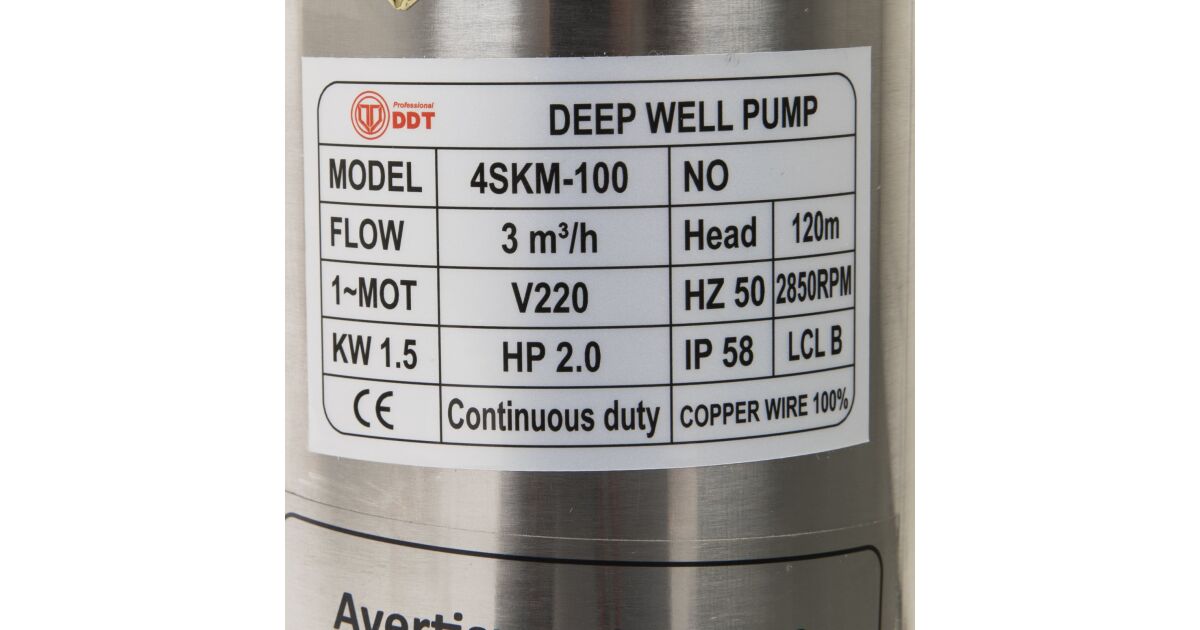 Professional
DDT
DEEP WELL PUMP
MODEL 4SKM-100 NO
FLOW 3 m³/h Head 120m
1~MOT V220 HZ 50 2850RPM
KW 1.5 HP 2.0 IP 58 LCL B
CE Continuous duty COPPER WIRE 100%